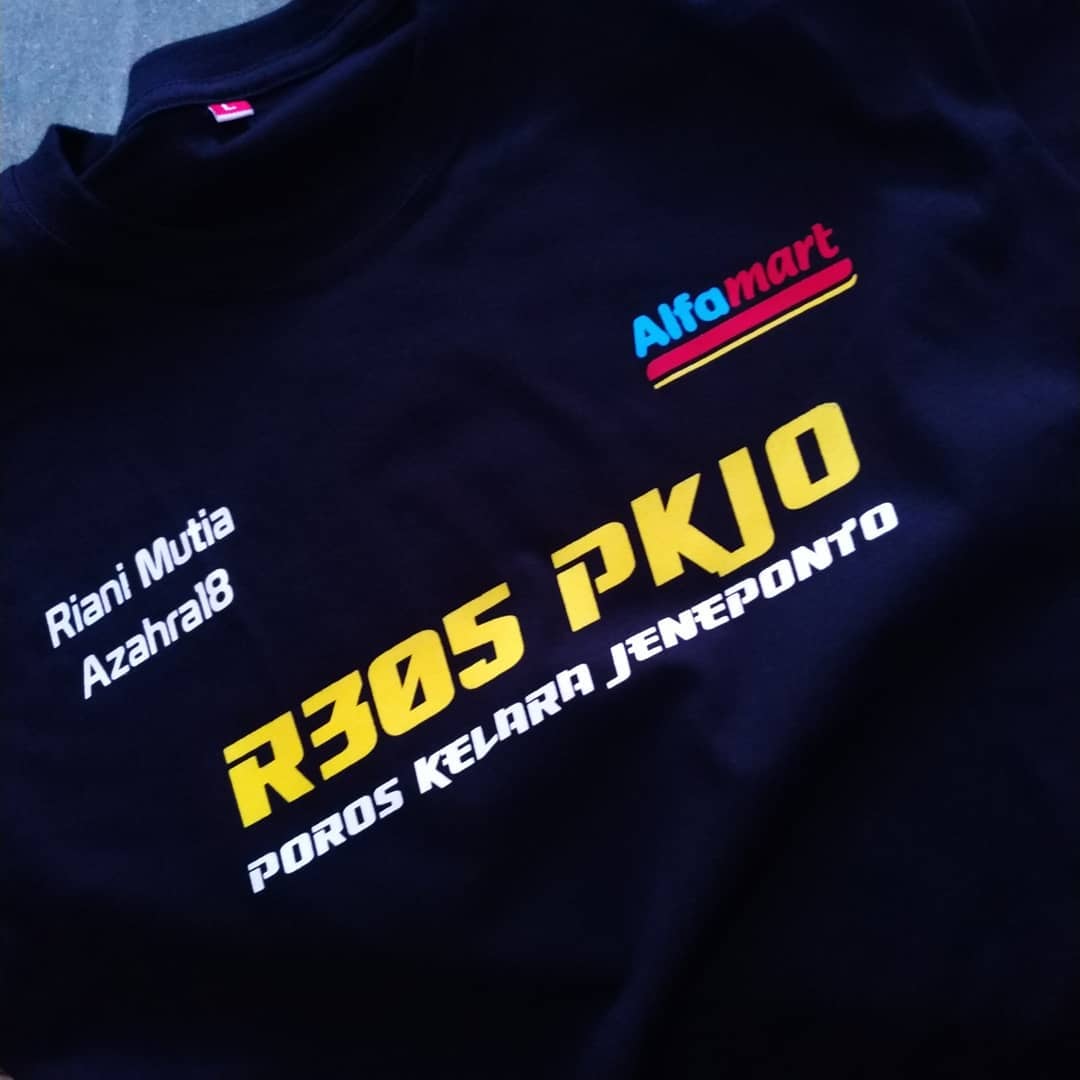 L
Alfamart
Riani Mutia
Azahra18
R305 PKJO
POROS KELARA JENEPONTO